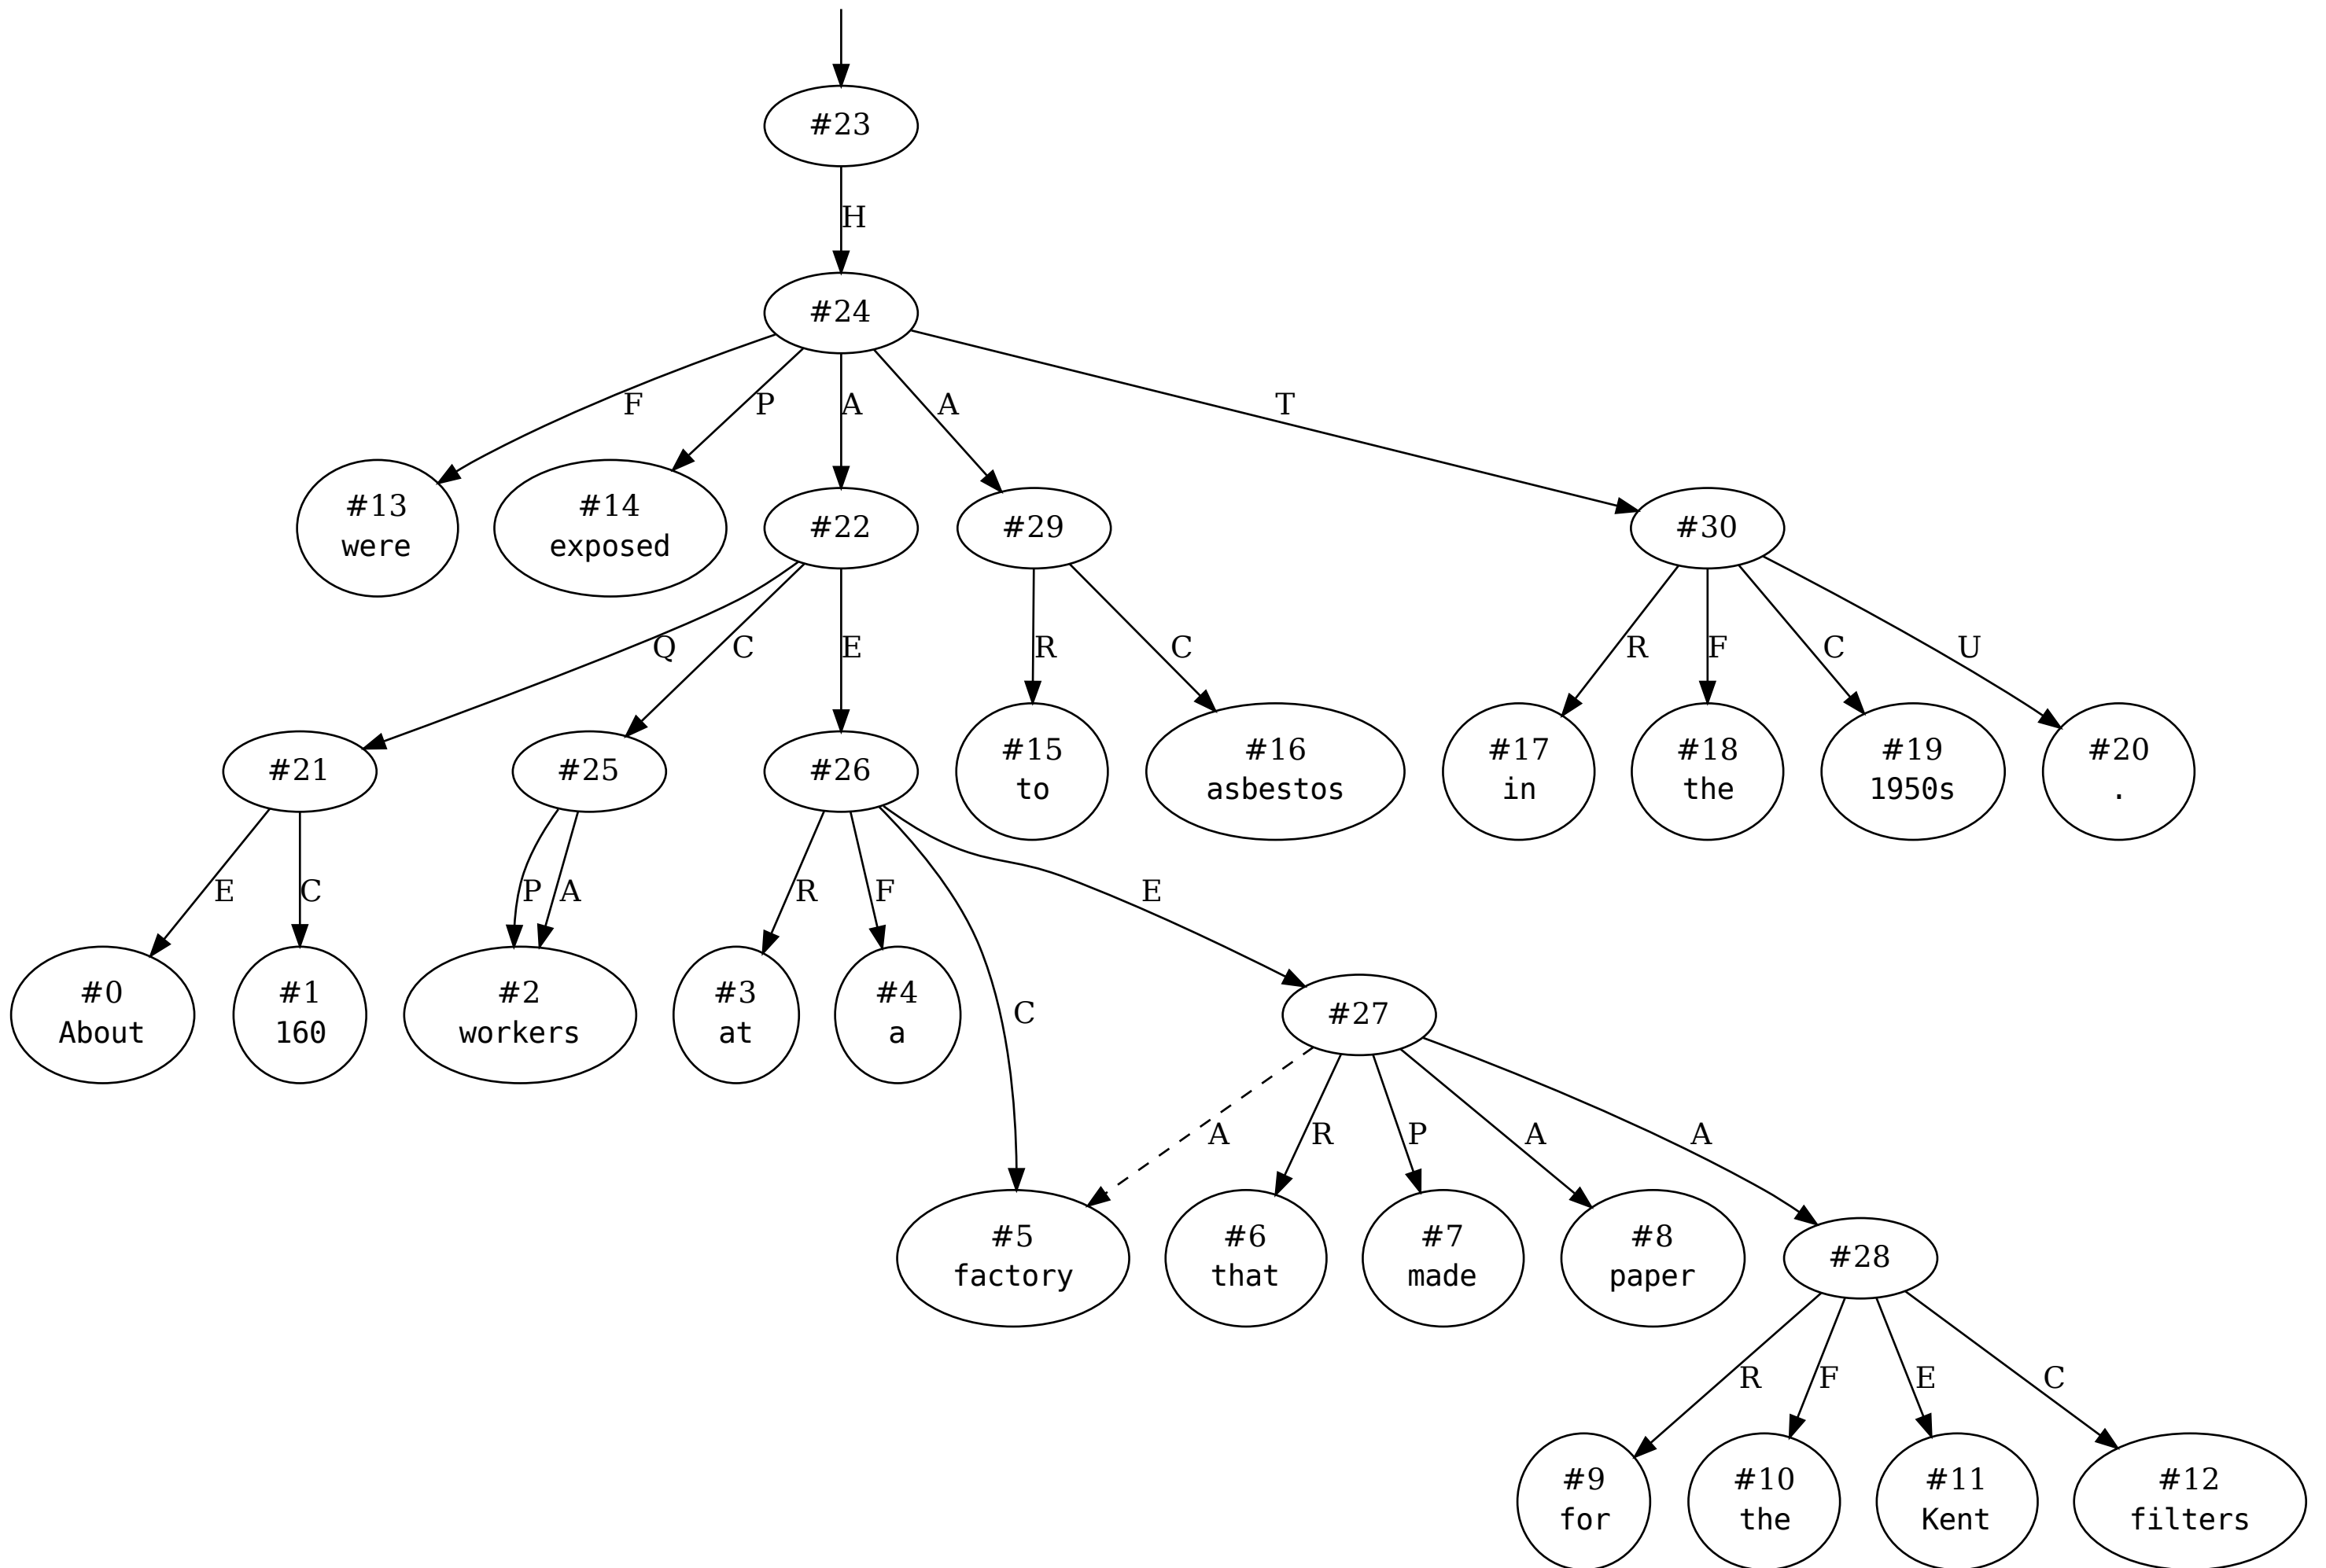 #23
H
#24
F P A A T
#13
were
#14
exposed
#22
#29
#30
Q C E R C R F C U
#21
#25
#26
#15
to
#16
asbestos
#17
in
#18
the
#19
1950s
#20
.
E C P A R F C E
#0
About
#1
160
#2
workers
#3
at
#4
a
#27
A R P A A
#5
factory
#6
that
#7
made
#8
paper
#28
R F E C
#9
for
#10
the
#11
Kent
#12
filters